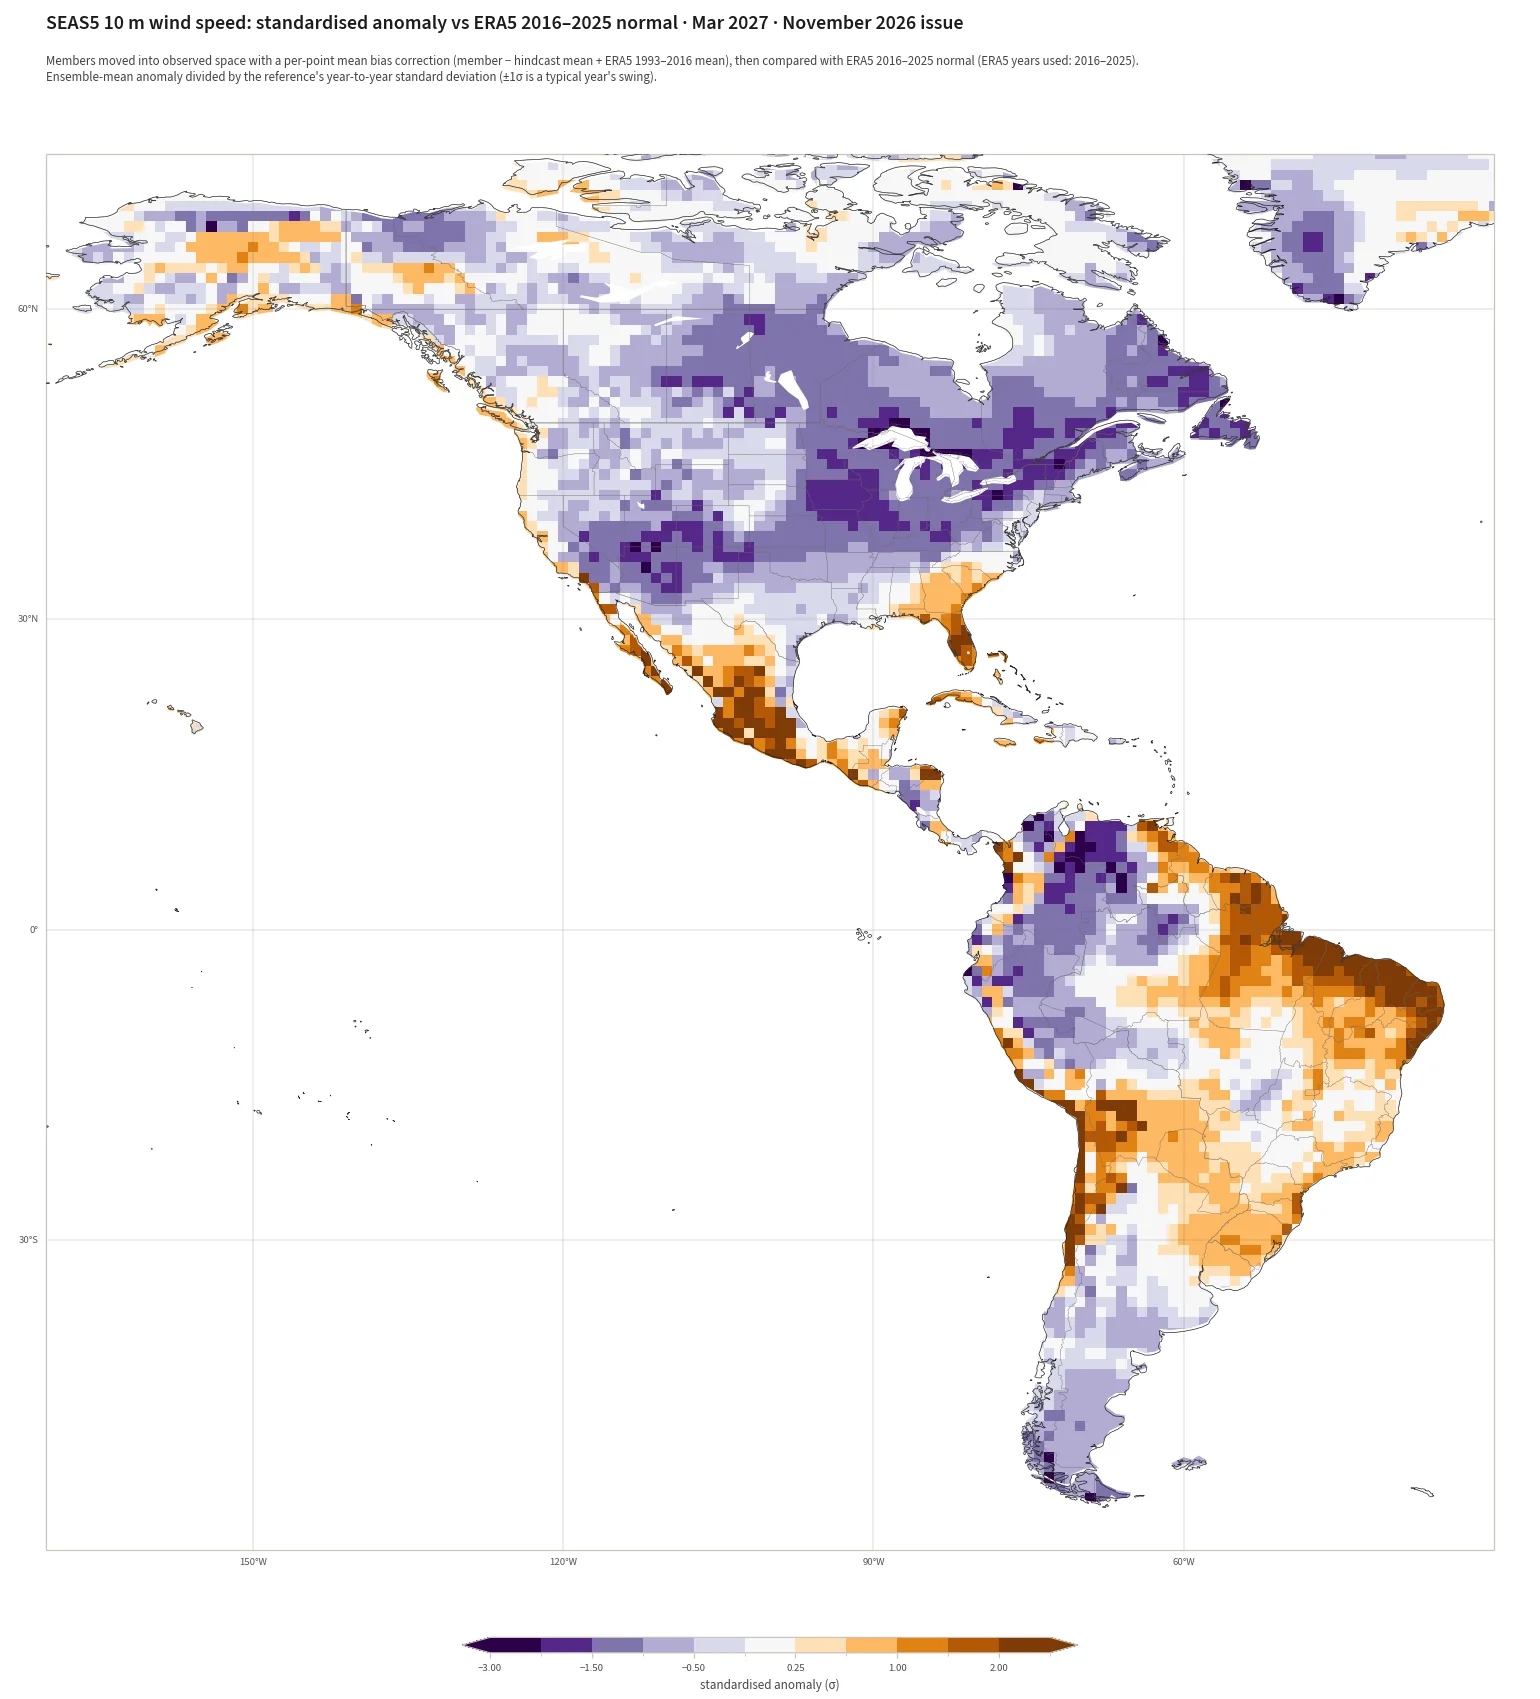 SEAS5 10 m wind speed: standardised anomaly vs ERA5 2016–2025 normal · Mar 2027 · November 2026 issue
Members moved into observed space with a per-point mean bias correction (member − hindcast mean + ERA5 1993–2016 mean), then compared with ERA5 2016–2025 normal (ERA5 years used: 2016–2025).
Ensemble-mean anomaly divided by the reference's year-to-year standard deviation (±1σ is a typical year's swing).
60°N
30°N
0°
30°S
150°W 120°W 90°W 60°W
−3.00 −1.50 −0.50 0.25 1.00 2.00
standardised anomaly (σ)